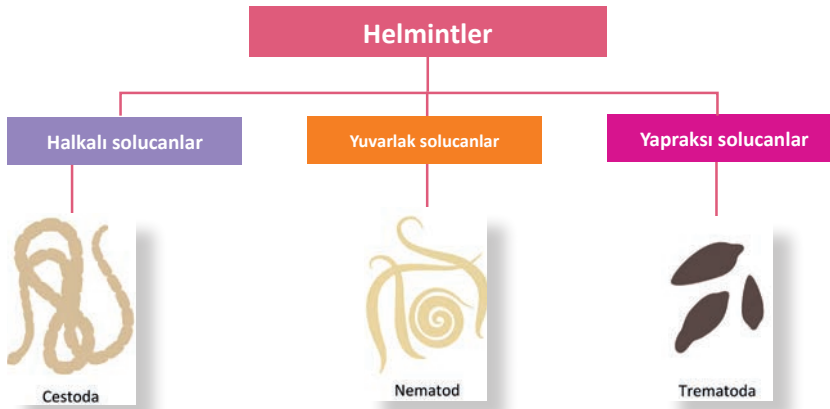 Helmintler
Halkalı solucanlar
Yuvarlak solucanlar
Yapraksı solucanlar
Cestoda
Nematod
Trematoda